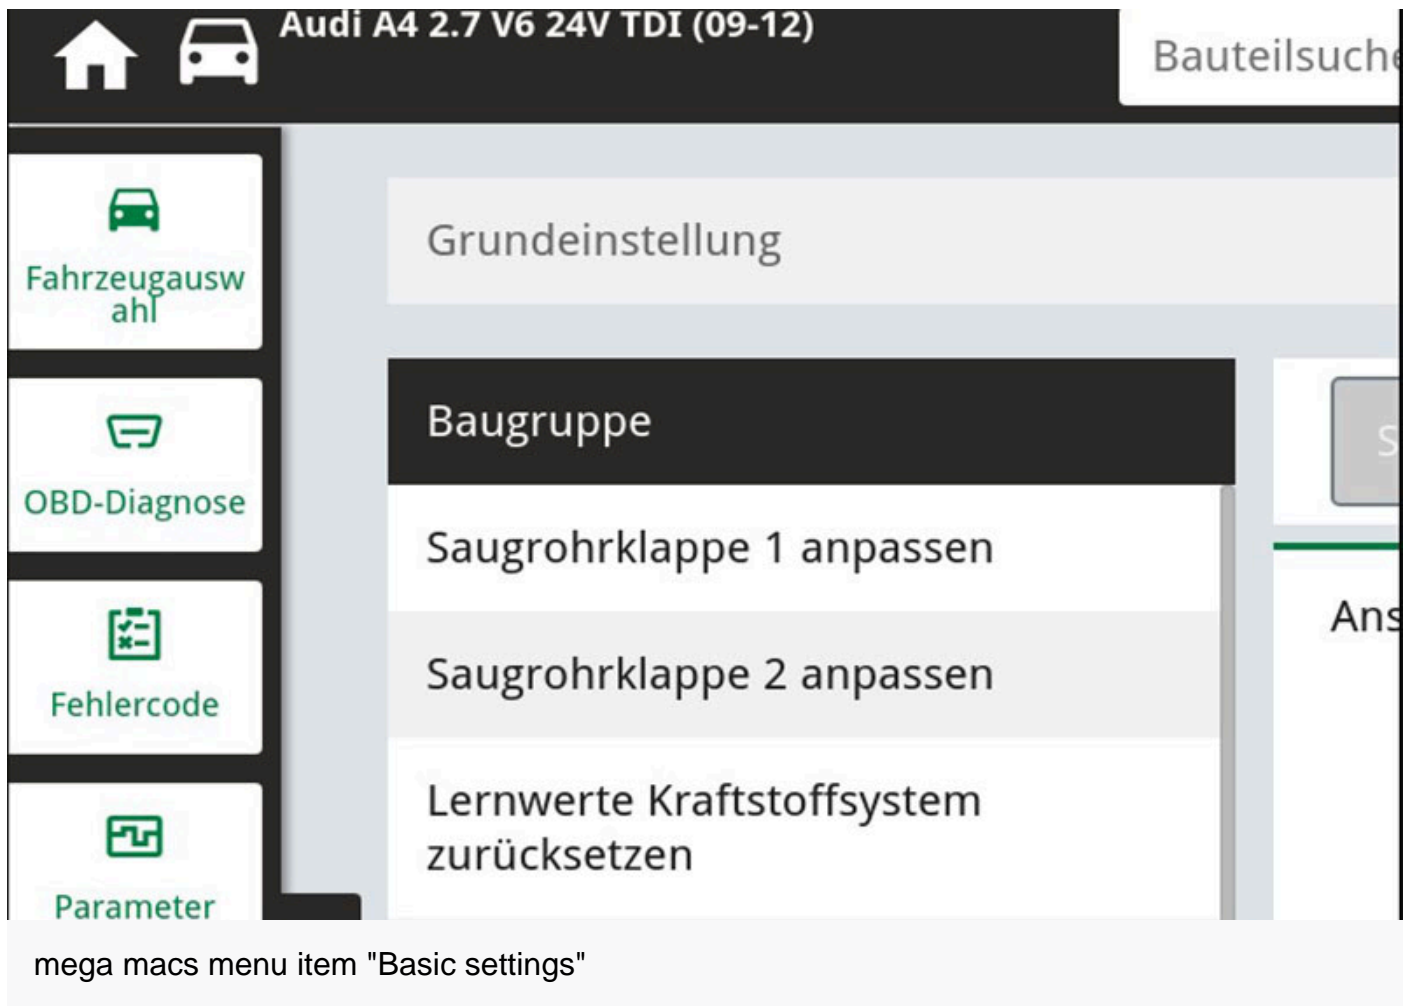 Audi A4 2.7 V6 24V TDI (09-12)
Bauteilsuche
Fahrzeugausw
ahl
OBD-Diagnose
Fehlercode
Parameter
Grundeinstellung
Baugruppe
Saugrohrklappe 1 anpassen
Saugrohrklappe 2 anpassen
Lernwerte Kraftstoffsystem
zurücksetzen
S
Ans
mega macs menu item "Basic settings"